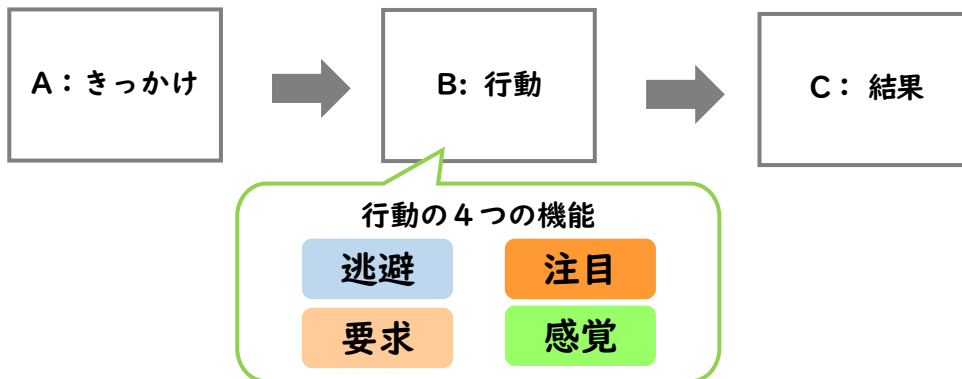 A：きっかけ
B: 行動
C： 結果
行動の４つの機能
逃避
注目
要求
感覚